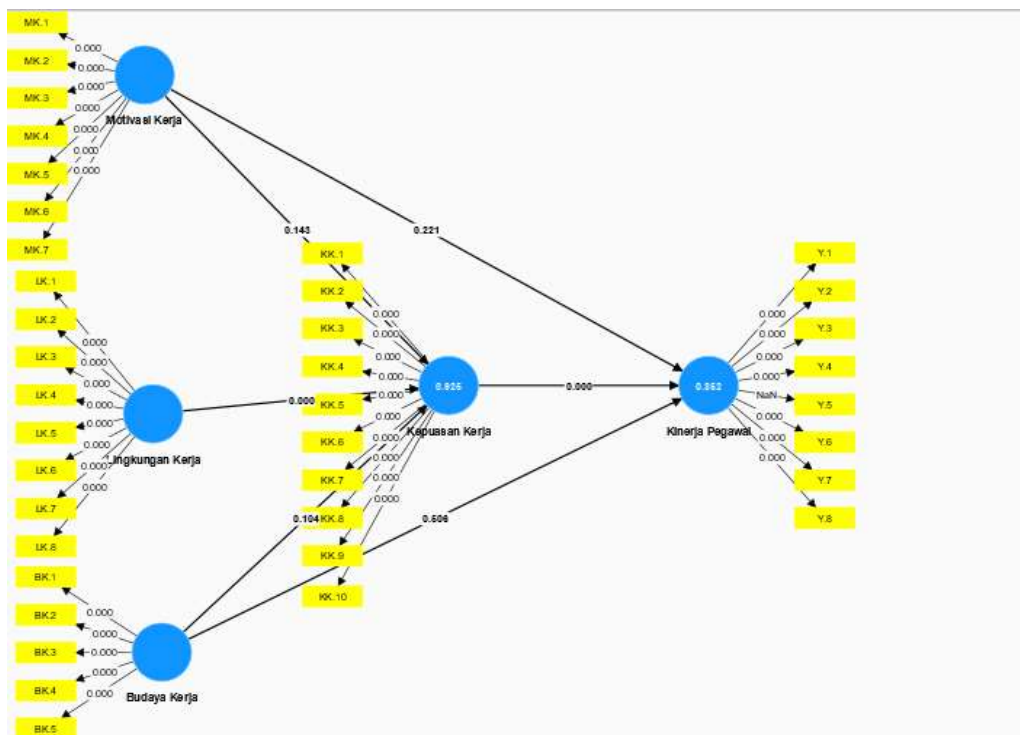 MK.1
MK.2
MK.3
MK.4
MK.5
MK.6
MK.7
0.000
0.000
0.000
0.000
0.000
0.000
0.000
Motivasi Kerja
LK.1
LK.2
LK.3
LK.4
LK.5
LK.6
LK.7
LK.8
0.000
0.000
0.000
0.000
0.000
0.000
0.000
0.000
Lingkungan Kerja
BK.1
BK.2
BK.3
BK.4
BK.5
0.000
0.000
0.000
0.000
0.000
Budaya Kerja
0.143
0.221
0.000
0.104
0.506
KK.1
KK.2
KK.3
KK.4
KK.5
KK.6
KK.7
KK.8
KK.9
KK.10
0.000
0.000
0.000
0.000
0.000
0.000
0.000
0.000
0.000
0.000
Kepuasan Kerja
0.000
Kinerja Pegawai
0.000
0.000
0.000
0.000
NaN
0.000
0.000
0.000
Y.1
Y.2
Y.3
Y.4
Y.5
Y.6
Y.7
Y.8